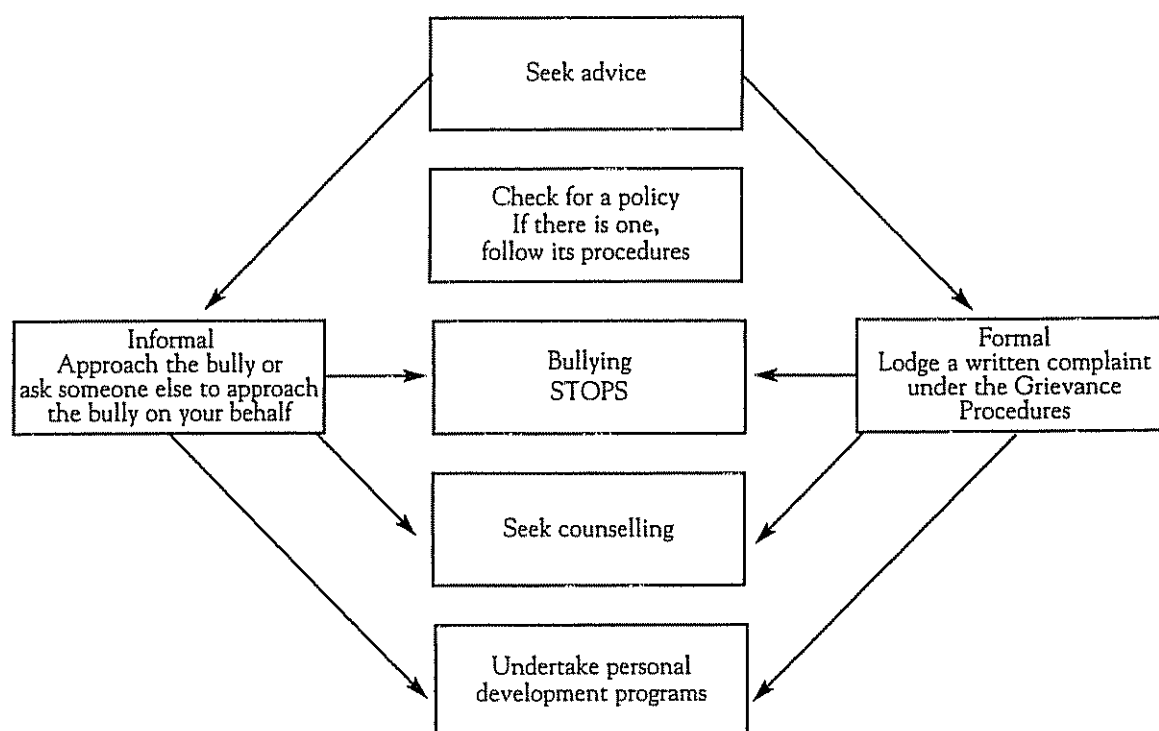 Seek advice
Check for a policy
If there is one,
follow its procedures
Informal
Approach the bully or
ask someone else to approach
the bully on your behalf
Bullying
STOPS
Formal
Lodge a written complaint
under the Grievance
Procedures
Seek counselling
Undertake personal
development programs